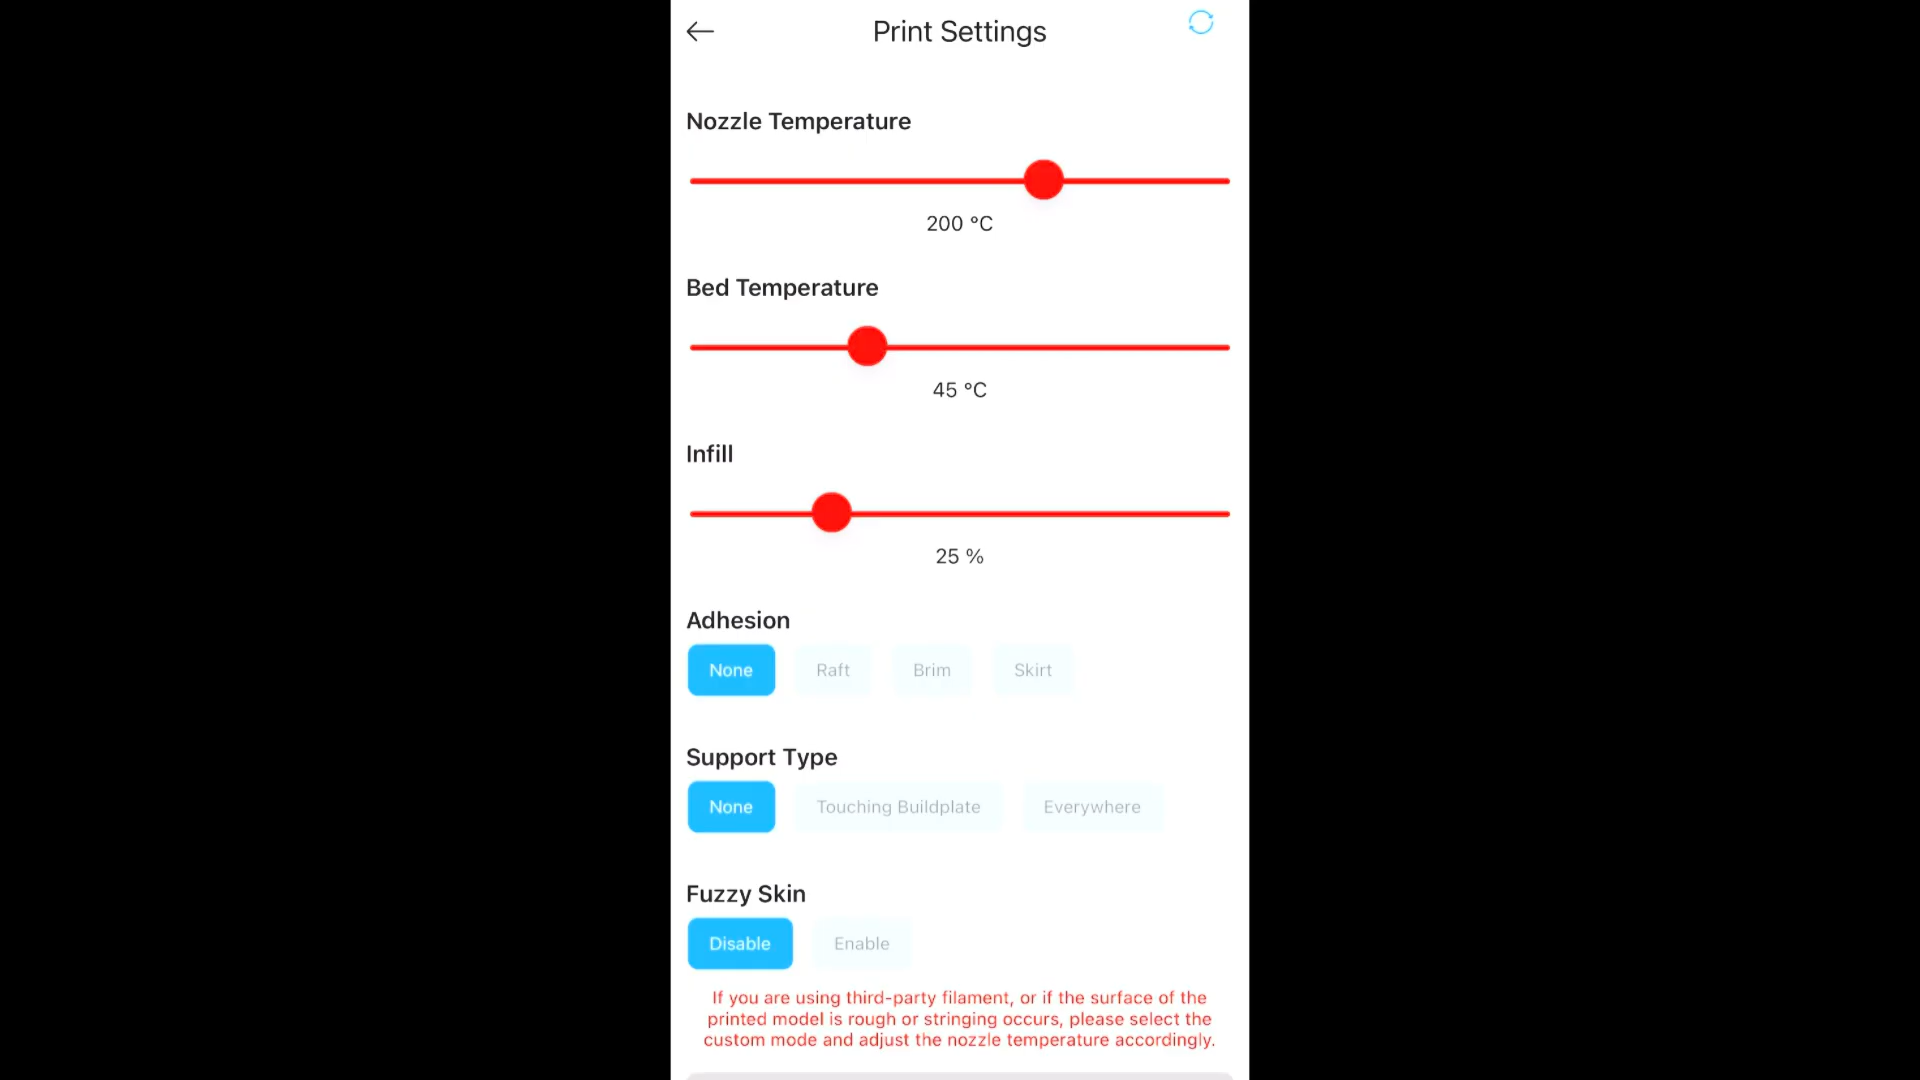 Print Settings
Nozzle Temperature
200 °C
Bed Temperature
45 °C
Infill
25 %
Adhesion
None Raft Brim Skirt
Support Type
None Touching Buildplate Everywhere
Fuzzy Skin
Disable Enable
If you are using third-party filament, or if the surface of the
printed model is rough or stringing occurs, please select the
custom mode and adjust the nozzle temperature accordingly.